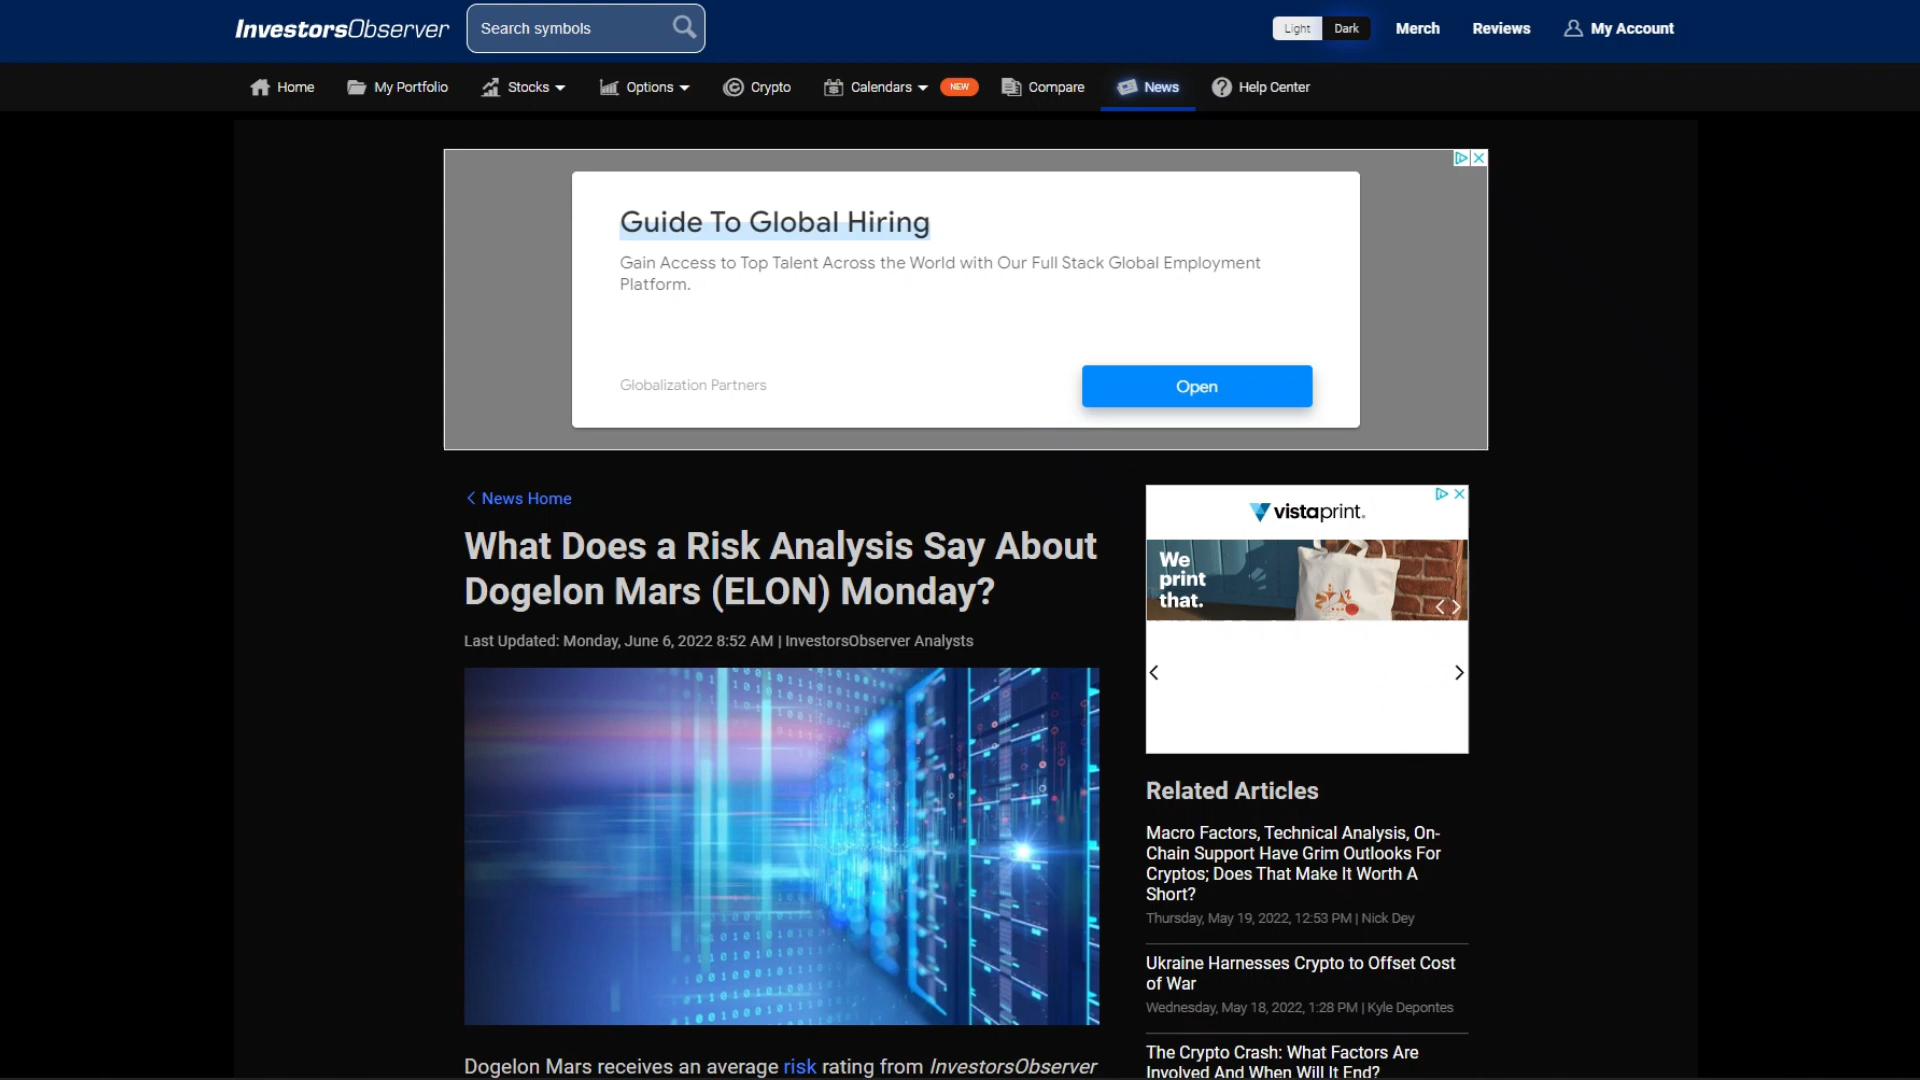 InvestorsObserver
Search symbols
Light Dark
Merch
Reviews
My Account
Home
My Portfolio
Stocks
Options
Crypto
Calendars
NEW
Compare
News
Help Center
Guide To Global Hiring
Gain Access to Top Talent Across the World with Our Full Stack Global Employment
Platform.
Globalization Partners
Open
News Home
What Does a Risk Analysis Say About
Dogelon Mars (ELON) Monday?
Last Updated: Monday, June 6, 2022 8:52 AM | InvestorsObserver Analysts
Dogelon Mars receives an average risk rating from InvestorsObserver
vistaprint.
We
print
that.
Related Articles
Macro Factors, Technical Analysis, On-
Chain Support Have Grim Outlooks For
Cryptos; Does That Make It Worth A
Short?
Thursday, May 19, 2022, 12:53 PM | Nick Dey
Ukraine Harnesses Crypto to Offset Cost
of War
Wednesday, May 18, 2022, 1:28 PM | Kyle Depontes
The Crypto Crash: What Factors Are
Involved And When Will It End?